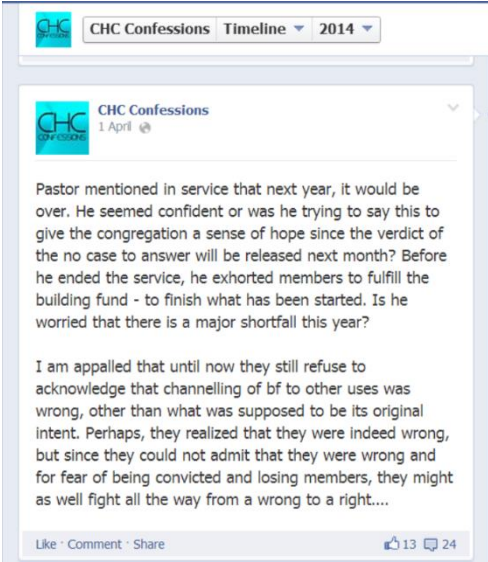 CHC
CONFESSIONS
CHC Confessions Timeline 2014
CHC
CONFESSIONS
CHC Confessions
1 April
Pastor mentioned in service that next year, it would be
over. He seemed confident or was he trying to say this to
give the congregation a sense of hope since the verdict of
the no case to answer will be released next month? Before
he ended the service, he exhorted members to fulfill the
building fund - to finish what has been started. Is he
worried that there is a major shortfall this year?
I am appalled that until now they still refuse to
acknowledge that channelling of bf to other uses was
wrong, other than what was supposed to be its original
intent. Perhaps, they realized that they were indeed wrong,
but since they could not admit that they were wrong and
for fear of being convicted and losing members, they might
as well fight all the way from a wrong to a right....
Like · Comment · Share 13 24